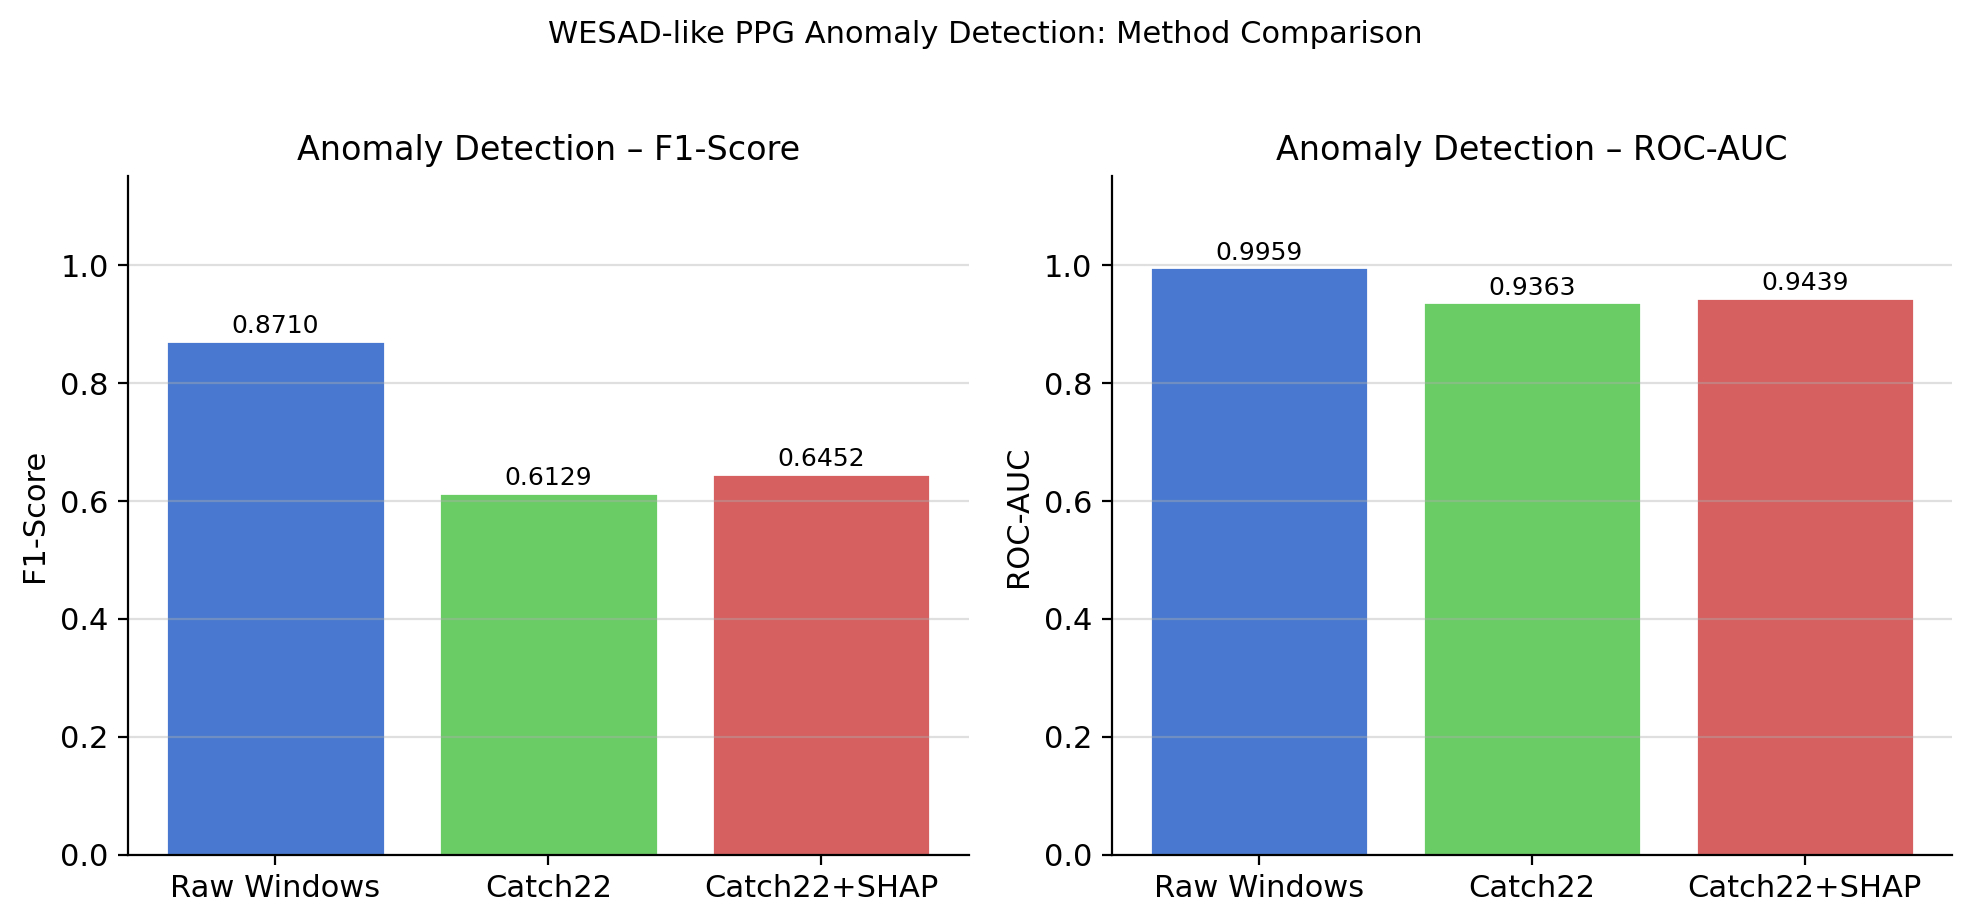 WESAD-like PPG Anomaly Detection: Method Comparison
Anomaly Detection – F1-Score
F1-Score
1.0
0.8
0.6
0.4
0.2
0.0
0.8710
0.6129
0.6452
Raw Windows
Catch22
Catch22+SHAP
Anomaly Detection – ROC-AUC
ROC-AUC
1.0
0.8
0.6
0.4
0.2
0.0
0.9959
0.9363
0.9439
Raw Windows
Catch22
Catch22+SHAP